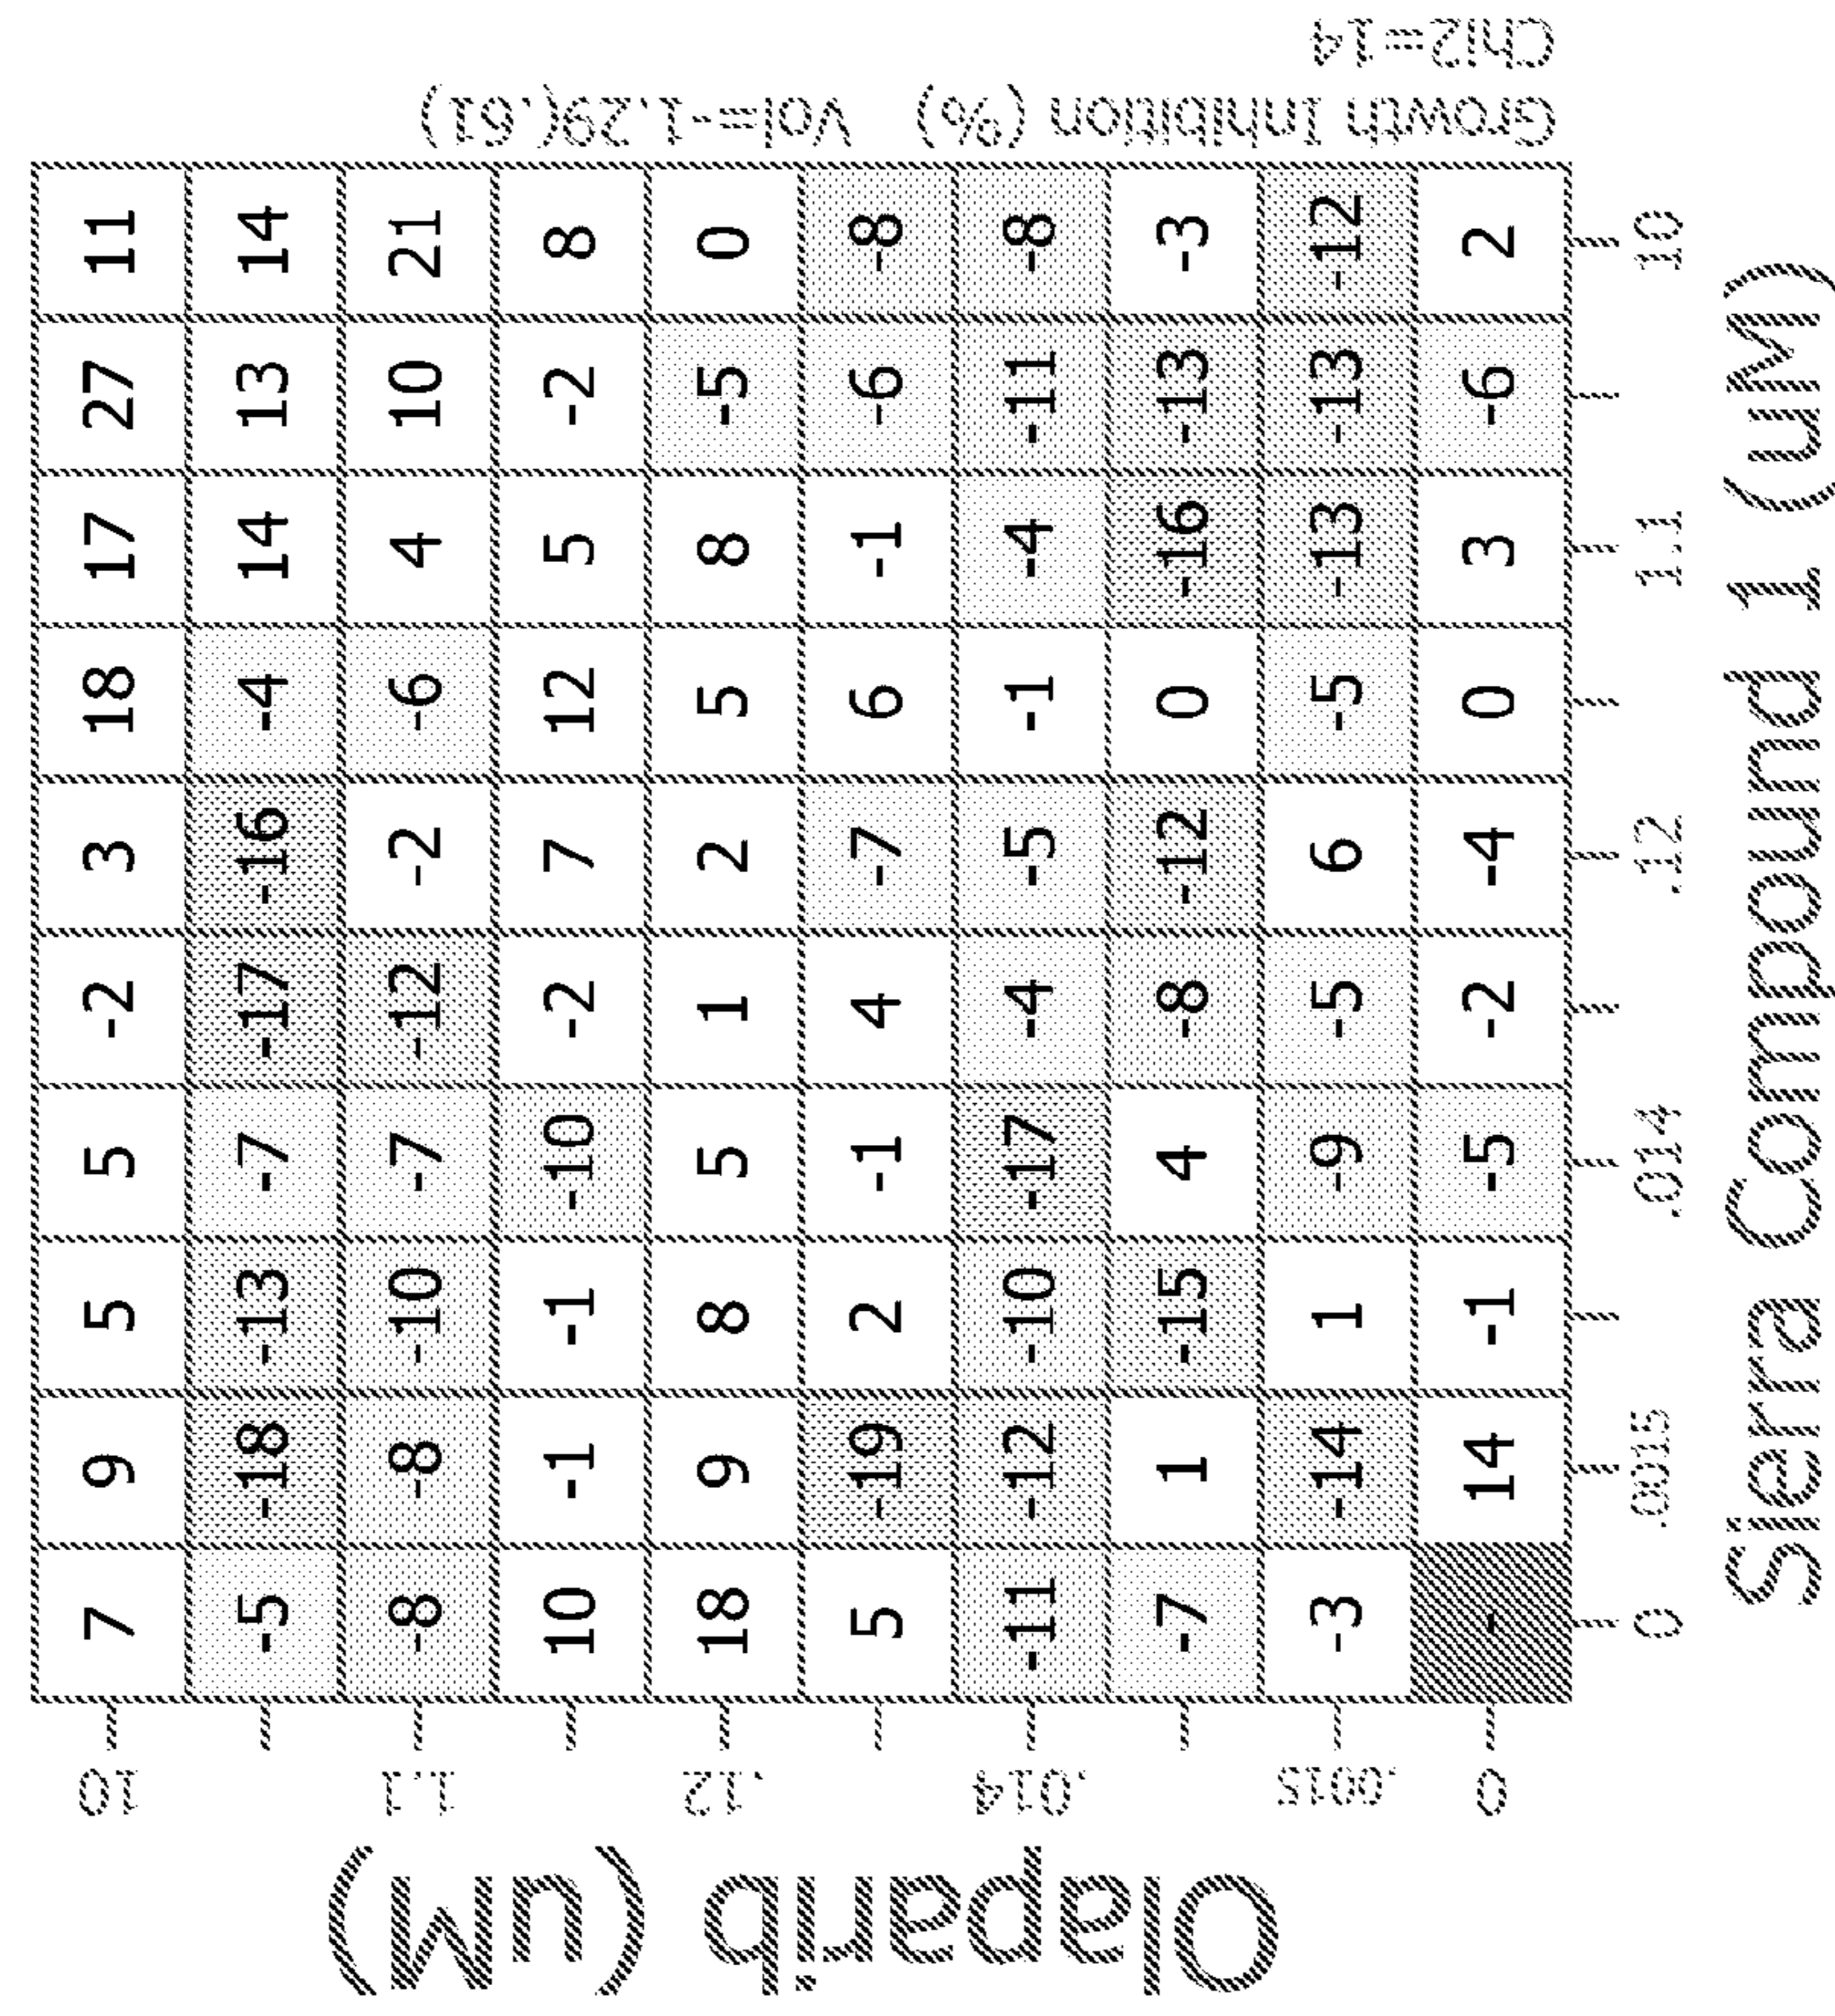 Olaparib (uM)
10 7 9 5 5 -2 3 18 17 27 11
-5 -18 -13 -7 -17 -16 -4 14 13 14
1.1 -8 -8 -10 -7 -12 -2 -6 4 10 21
10 -1 -1 -10 -2 7 12 5 -2 8
.12 18 9 8 5 1 2 5 8 -5 0
5 -19 2 -1 4 -7 6 -1 -6 -8
.014 -11 -12 -10 -17 -4 -5 -1 -4 -11 -8
-7 1 -15 4 -8 -12 0 -16 -13 -3
.0015 -3 -14 1 -9 -5 6 -5 -13 -13 -12
0 - 14 -1 -5 -2 -4 0 3 -6 2
0 .0015 .014 .12 1.1 10
Sierra Compound 1 (uM)
Growth Inhibition (%) Vol=-1.29(.61)
Chi2=14